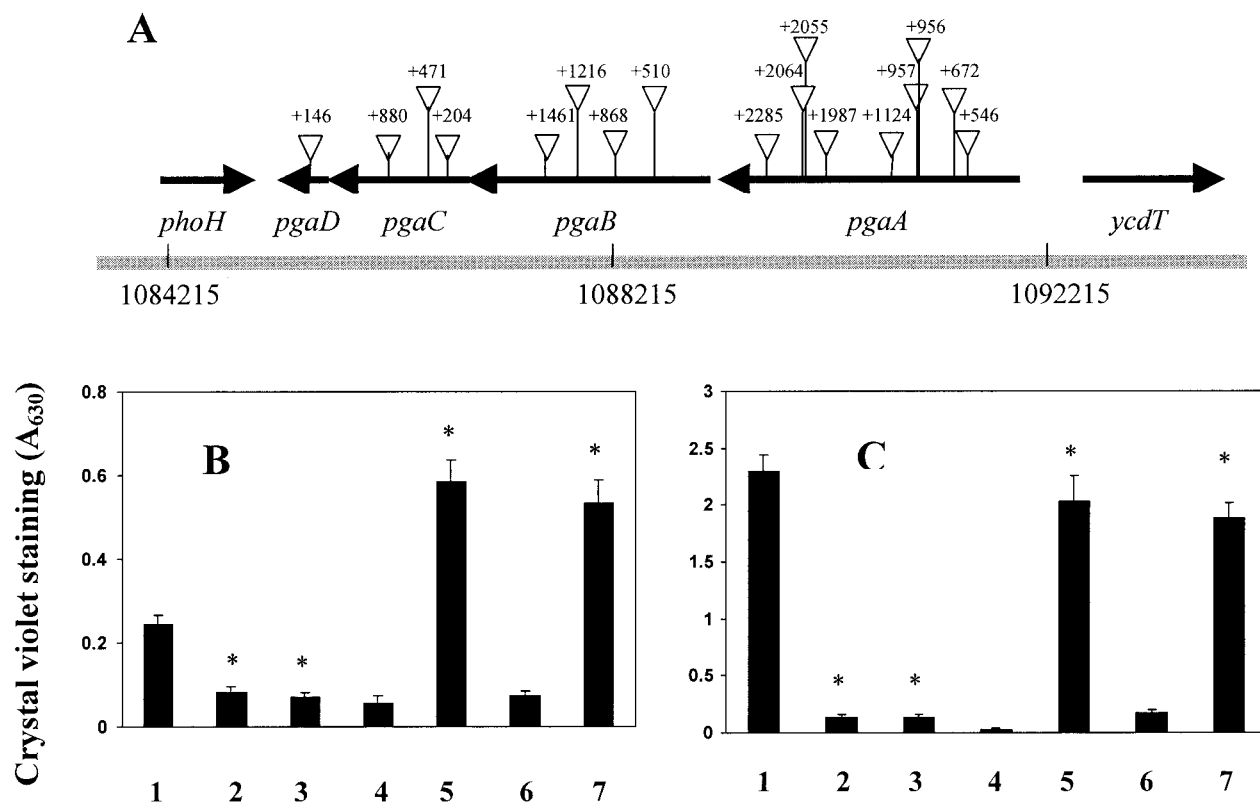 A
+2055
+956
+471
+1216
+510
+2064
+957
+672
+146
+880
+204
+1461
+868
+2285
+1987
+1124
+546
phoH
pgaD
pgaC
pgaB
pgaA
ycdT
1084215
1088215
1092215
Crystal violet staining (A630)
B
0.8
0.6
0.4
0.2
0
* * * *
1 2 3 4 5 6 7
C
3
2.5
2
1.5
1
0.5
0
* * * *
1 2 3 4 5 6 7